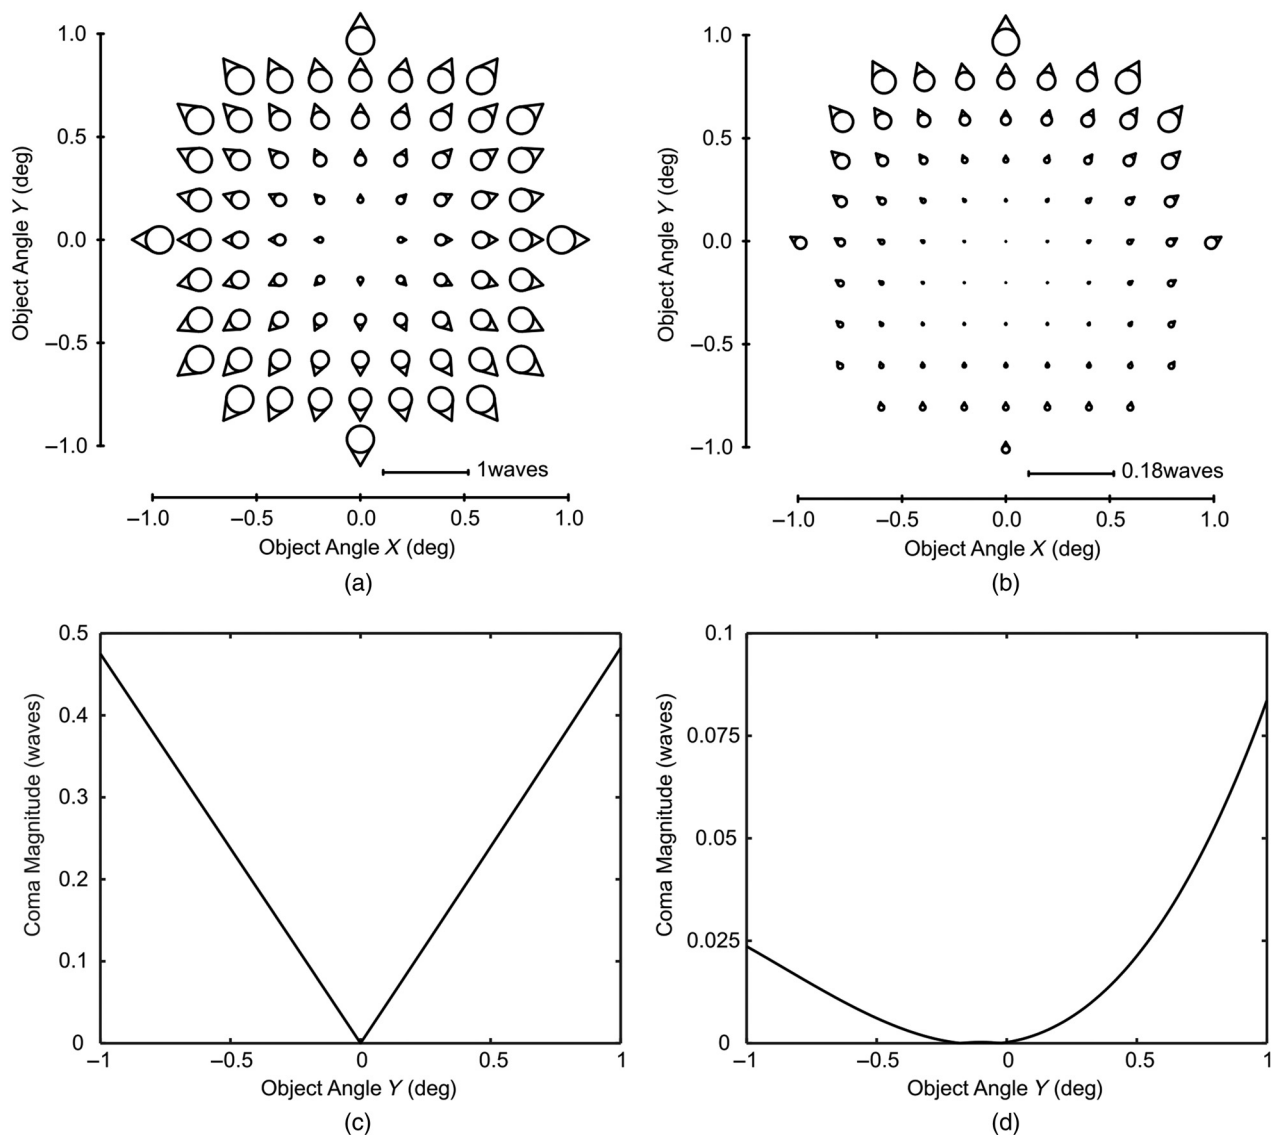 1.0
0.5
0.0
–0.5
–1.0
Object Angle Y (deg)
1waves
–1.0 –0.5 0.0 0.5 1.0
Object Angle X (deg)
(a)
1.0
0.5
0.0
–0.5
–1.0
Object Angle Y (deg)
0.18waves
–1.0 –0.5 0.0 0.5 1.0
Object Angle X (deg)
(b)
0.5
0.4
0.3
0.2
0.1
0
Coma Magnitude (waves)
–1 –0.5 0 0.5 1
Object Angle Y (deg)
(c)
0.1
0.075
0.05
0.025
0
Coma Magnitude (waves)
–1 –0.5 0 0.5 1
Object Angle Y (deg)
(d)